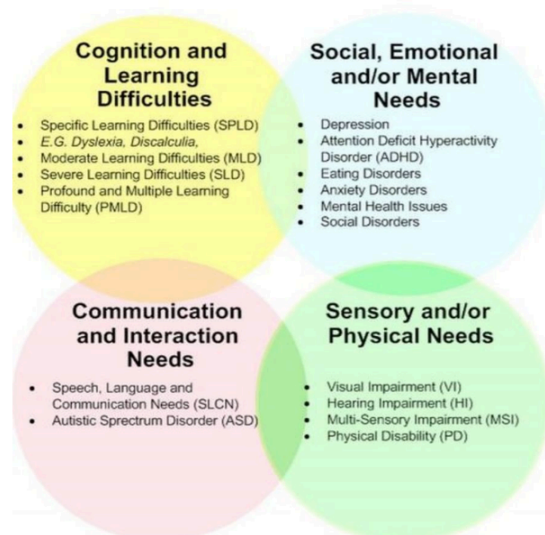 Cognition and
Learning
Difficulties
• Specific Learning Difficulties (SPLD)
• E.G. Dyslexia, Discalculia,
• Moderate Learning Difficulties (MLD)
• Severe Learning Difficulties (SLD)
• Profound and Multiple Learning
Difficulty (PMLD)
Social, Emotional
and/or Mental
Needs
• Depression
• Attention Deficit Hyperactivity
Disorder (ADHD)
• Eating Disorders
• Anxiety Disorders
• Mental Health Issues
• Social Disorders
Communication
and Interaction
Needs
• Speech, Language and
Communication Needs (SLCN)
• Autistic Sprectrum Disorder (ASD)
Sensory and/or
Physical Needs
• Visual Impairment (VI)
• Hearing Impairment (HI)
• Multi-Sensory Impairment (MSI)
• Physical Disability (PD)